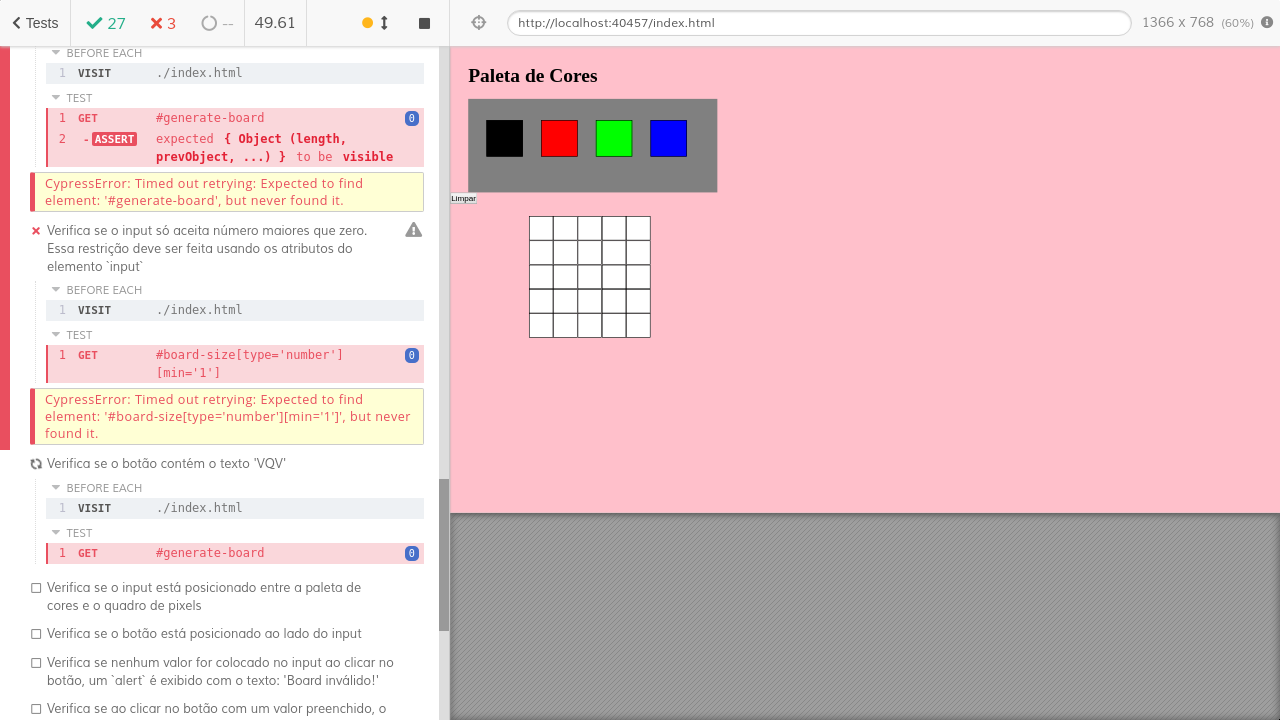 Tests
27
3
--
49.61
http://localhost:40457/index.html
1366 x 768 (60%)
BEFORE EACH
1 VISIT ./index.html
TEST
1 GET #generate-board 0
2 -ASSERT expected { Object (length,
prevObject, ...) } to be visible
CypressError: Timed out retrying: Expected to find
element: '#generate-board', but never found it.
Verifica se o input só aceita número maiores que zero.
Essa restrição deve ser feita usando os atributos do
elemento `input`
BEFORE EACH
1 VISIT ./index.html
TEST
1 GET #board-size[type='number'] 0
[min='1']
CypressError: Timed out retrying: Expected to find
element: '#board-size[type='number'][min='1']', but never
found it.
Verifica se o botão contém o texto 'VQV'
BEFORE EACH
1 VISIT ./index.html
TEST
1 GET #generate-board 0
Verifica se o input está posicionado entre a paleta de
cores e o quadro de pixels
Verifica se o botão está posicionado ao lado do input
Verifica se nenhum valor for colocado no input ao clicar no
botão, um `alert` é exibido com o texto: 'Board inválido!'
Verifica se ao clicar no botão com um valor preenchido, o
Paleta de Cores
Limpar